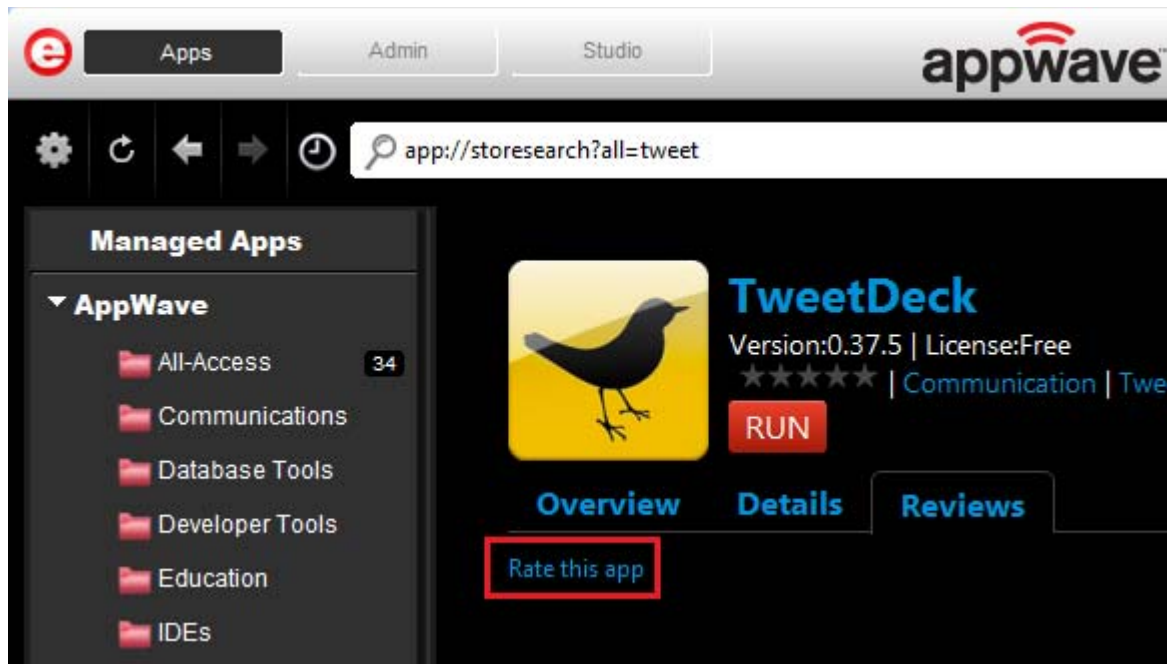 e Apps Admin Studio appwave™
app://storesearch?all=tweet
Managed Apps
AppWave
All-Access 34
Communications
Database Tools
Developer Tools
Education
IDEs
TweetDeck
Version:0.37.5 | License:Free
| Communication | Twe
RUN
Overview Details Reviews
Rate this app